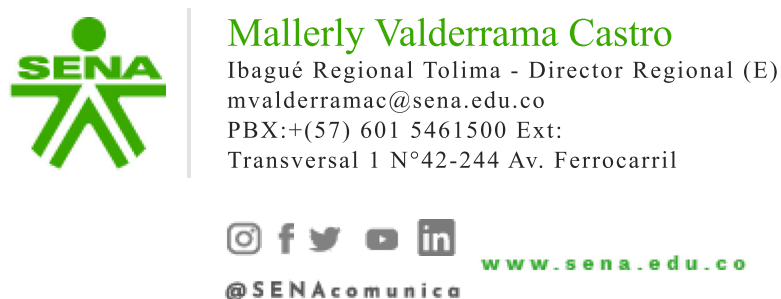 SENA
Mallerly Valderrama Castro
Ibagué Regional Tolima - Director Regional (E)
mvalderramac@sena.edu.co
PBX:+(57) 601 5461500 Ext:
Transversal 1 N°42-244 Av. Ferrocarril
in
www.sena.edu.co
@SENAcomunica